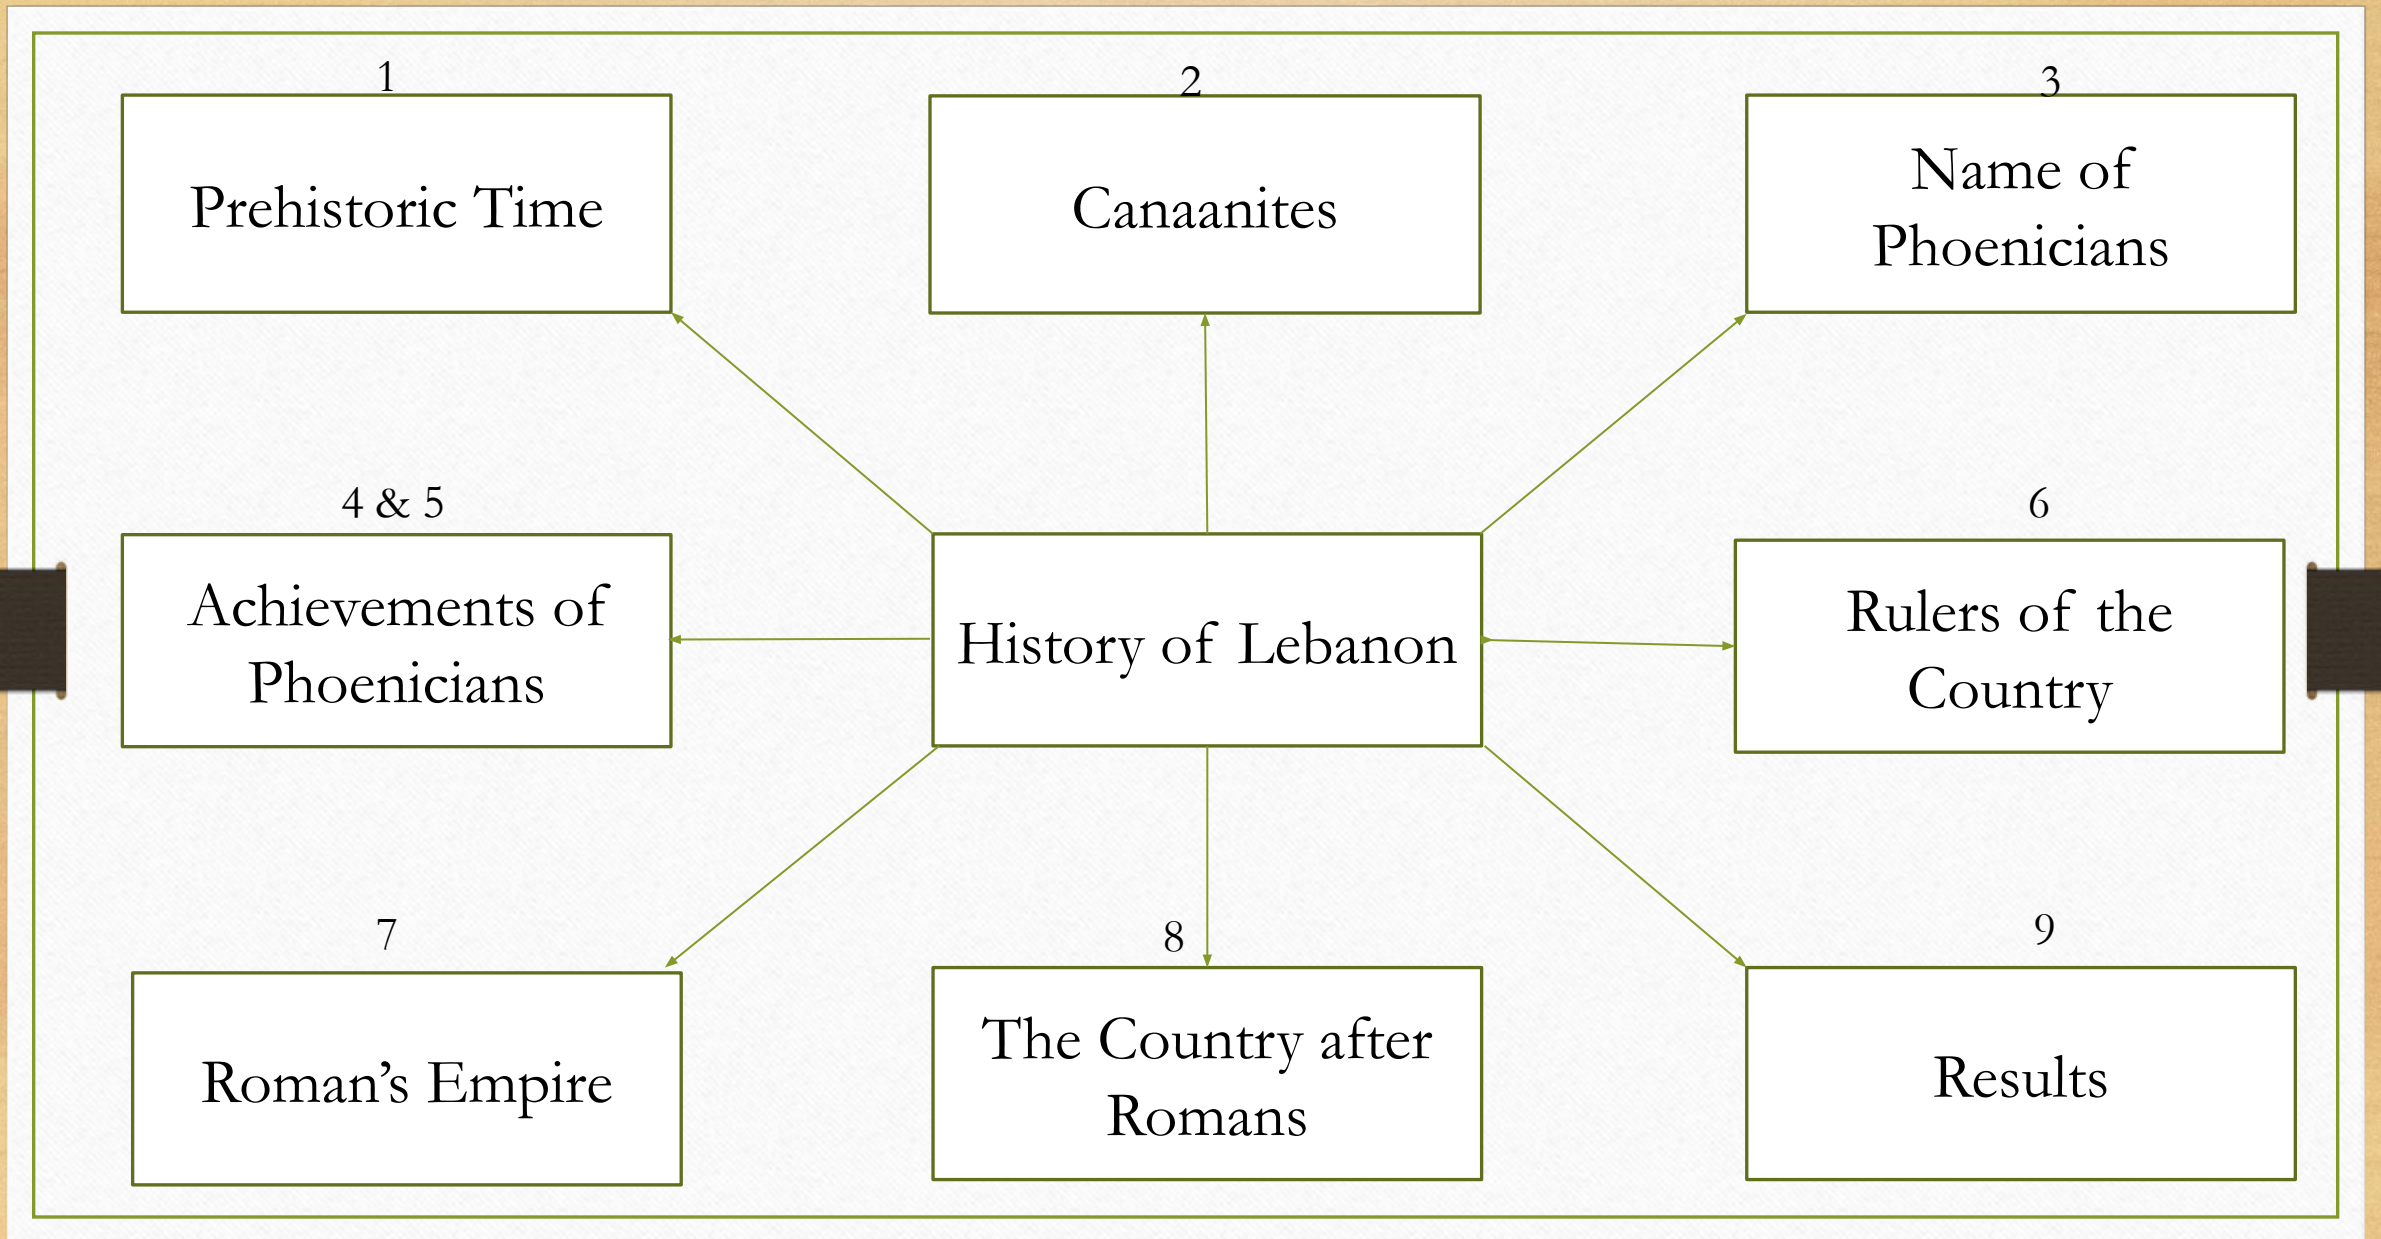 1
Prehistoric Time
2
Canaanites
3
Name of
Phoenicians
4 & 5
Achievements of
Phoenicians
History of Lebanon
6
Rulers of the
Country
7
Roman’s Empire
8
The Country after
Romans
9
Results